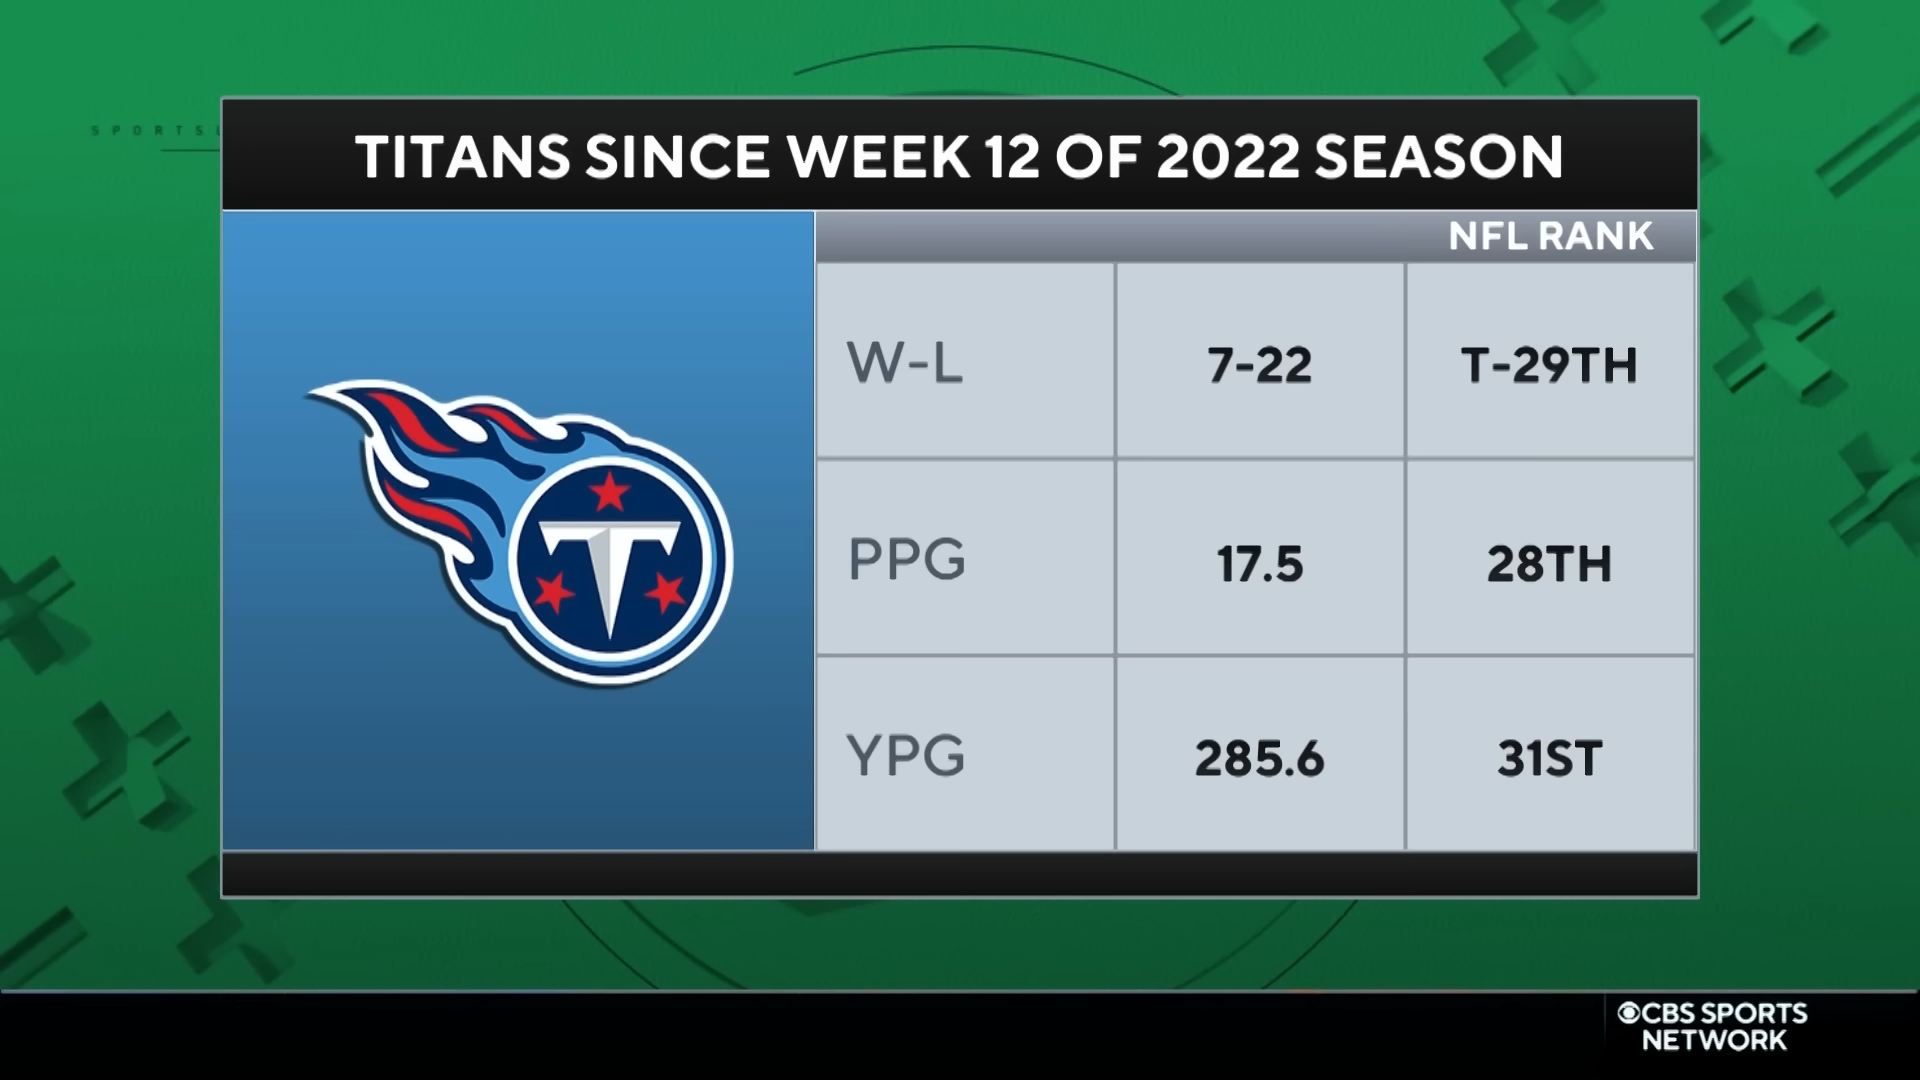 TITANS SINCE WEEK 12 OF 2022 SEASON
SPORTSL
NFL RANK
W-L 7-22 T-29TH
PPG 17.5 28TH
YPG 285.6 31ST
T
CBS SPORTS
NETWORK